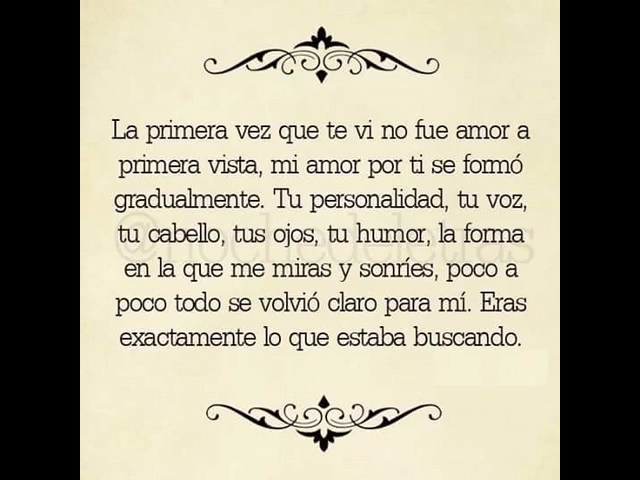 La primera vez que te vi no fue amor a
primera vista, mi amor por ti se formó
gradualmente. Tu personalidad, tu voz,
tu cabello, tus ojos, tu humor, la forma
en la que me miras y sonríes, poco a
poco todo se volvió claro para mí. Eras
exactamente lo que estaba buscando.
@nochedeletras